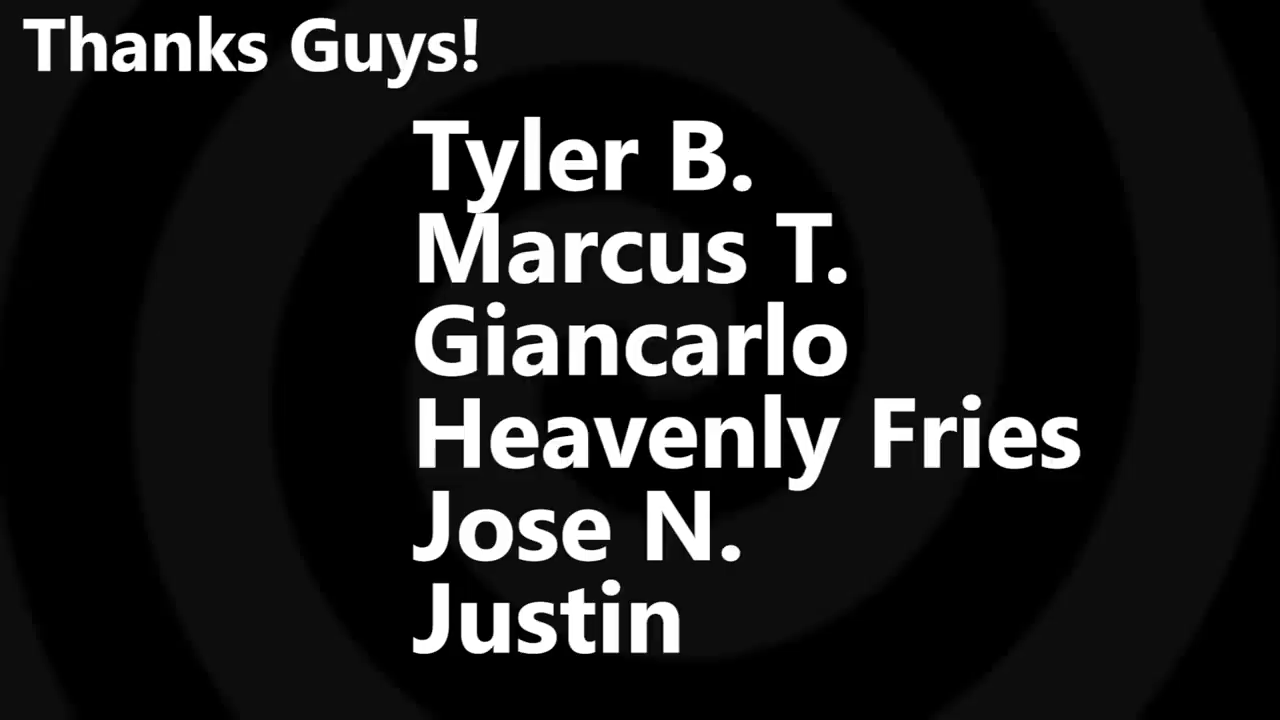 Thanks Guys!
Tyler B.
Marcus T.
Giancarlo
Heavenly Fries
Jose N.
Justin